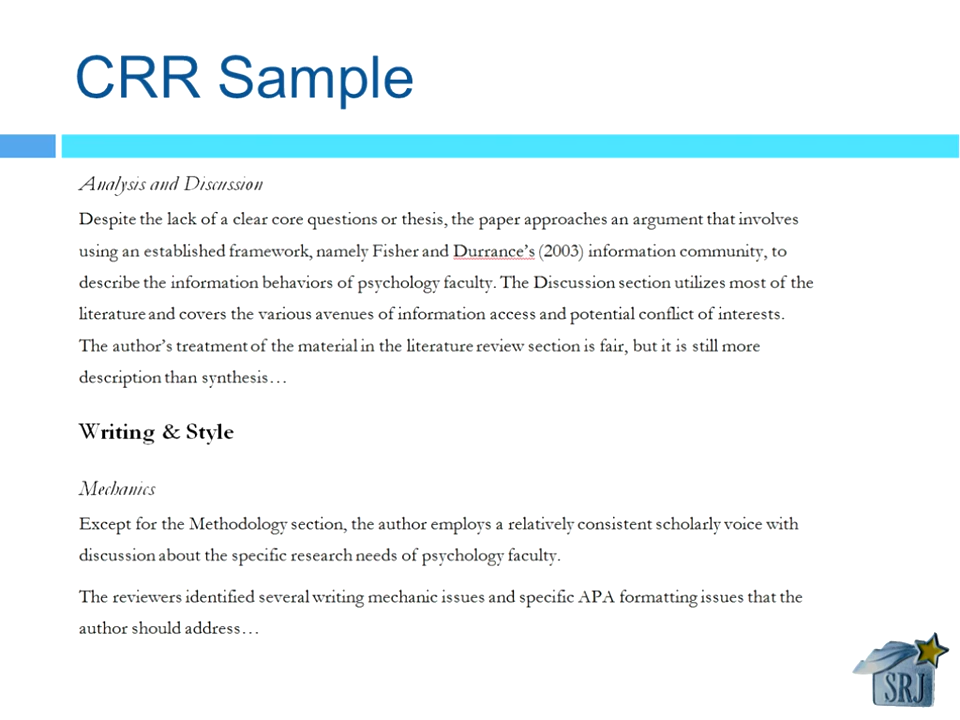 CRR Sample
Analysis and Discussion
Despite the lack of a clear core questions or thesis, the paper approaches an argument that involves
using an established framework, namely Fisher and Durrance's (2003) information community, to
describe the information behaviors of psychology faculty. The Discussion section utilizes most of the
literature and covers the various avenues of information access and potential conflict of interests.
The author's treatment of the material in the literature review section is fair, but it is still more
description than synthesis…
Writing & Style
Mechanics
Except for the Methodology section, the author employs a relatively consistent scholarly voice with
discussion about the specific research needs of psychology faculty.
The reviewers identified several writing mechanic issues and specific APA formatting issues that the
author should address…
SRJ